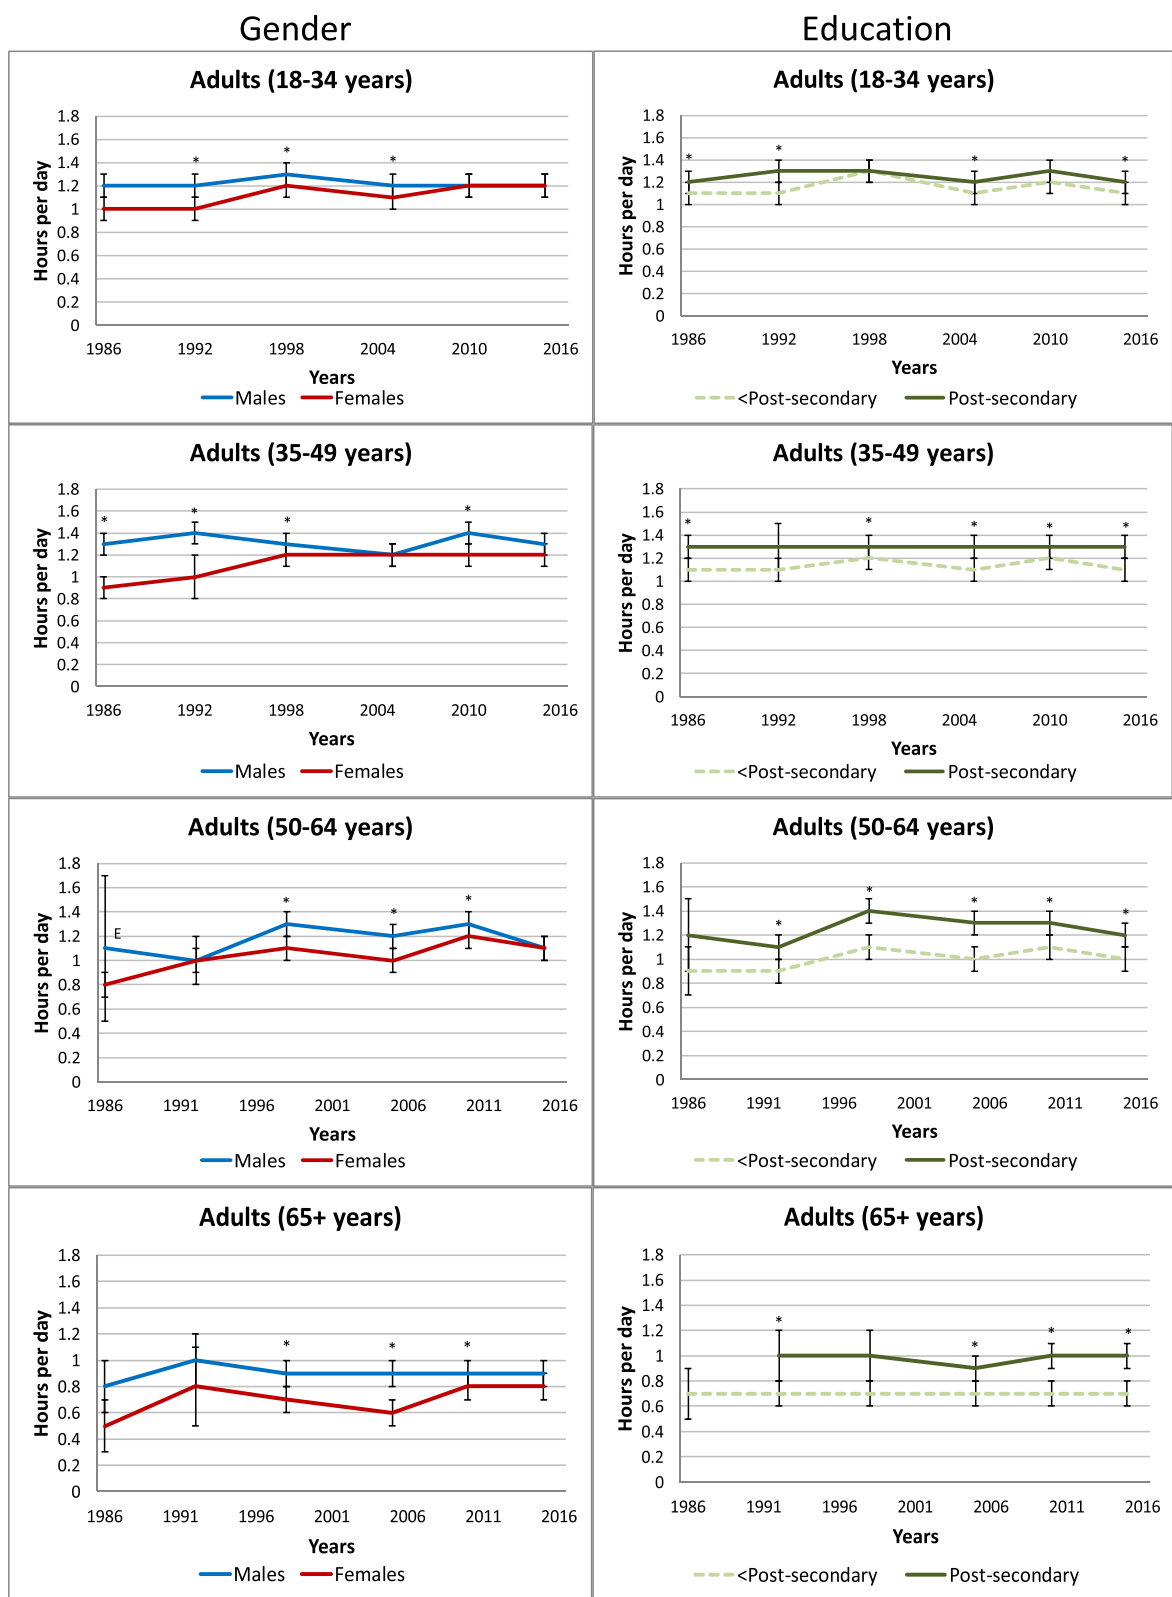 Gender
Education
Adults (18-34 years)
Hours per day
1.8
1.6
1.4
1.2
1
0.8
0.6
0.4
0.2
0
* * *
1986 1992 1998 2004 2010 2016
Years
Males Females
Adults (18-34 years)
Hours per day
1.8
1.6
1.4
1.2
1
0.8
0.6
0.4
0.2
0
* * * *
1986 1992 1998 2004 2010 2016
Years
<Post-secondary Post-secondary
Adults (35-49 years)
Hours per day
1.8
1.6
1.4
1.2
1
0.8
0.6
0.4
0.2
0
* * * *
1986 1992 1998 2004 2010 2016
Years
Males Females
Adults (35-49 years)
Hours per day
1.8
1.6
1.4
1.2
1
0.8
0.6
0.4
0.2
0
* * * * *
1986 1992 1998 2004 2010 2016
Years
<Post-secondary Post-secondary
Adults (50-64 years)
Hours per day
1.8
1.6
1.4
1.2
1
0.8
0.6
0.4
0.2
0
E * * *
1986 1991 1996 2001 2006 2011 2016
Years
Males Females
Adults (50-64 years)
Hours per day
1.8
1.6
1.4
1.2
1
0.8
0.6
0.4
0.2
0
* * * * *
1986 1991 1996 2001 2006 2011 2016
Years
<Post-secondary Post-secondary
Adults (65+ years)
Hours per day
1.8
1.6
1.4
1.2
1
0.8
0.6
0.4
0.2
0
* * *
1986 1991 1996 2001 2006 2011 2016
Years
Males Females
Adults (65+ years)
Hours per day
1.8
1.6
1.4
1.2
1
0.8
0.6
0.4
0.2
0
* * * *
1986 1991 1996 2001 2006 2011 2016
Years
<Post-secondary Post-secondary